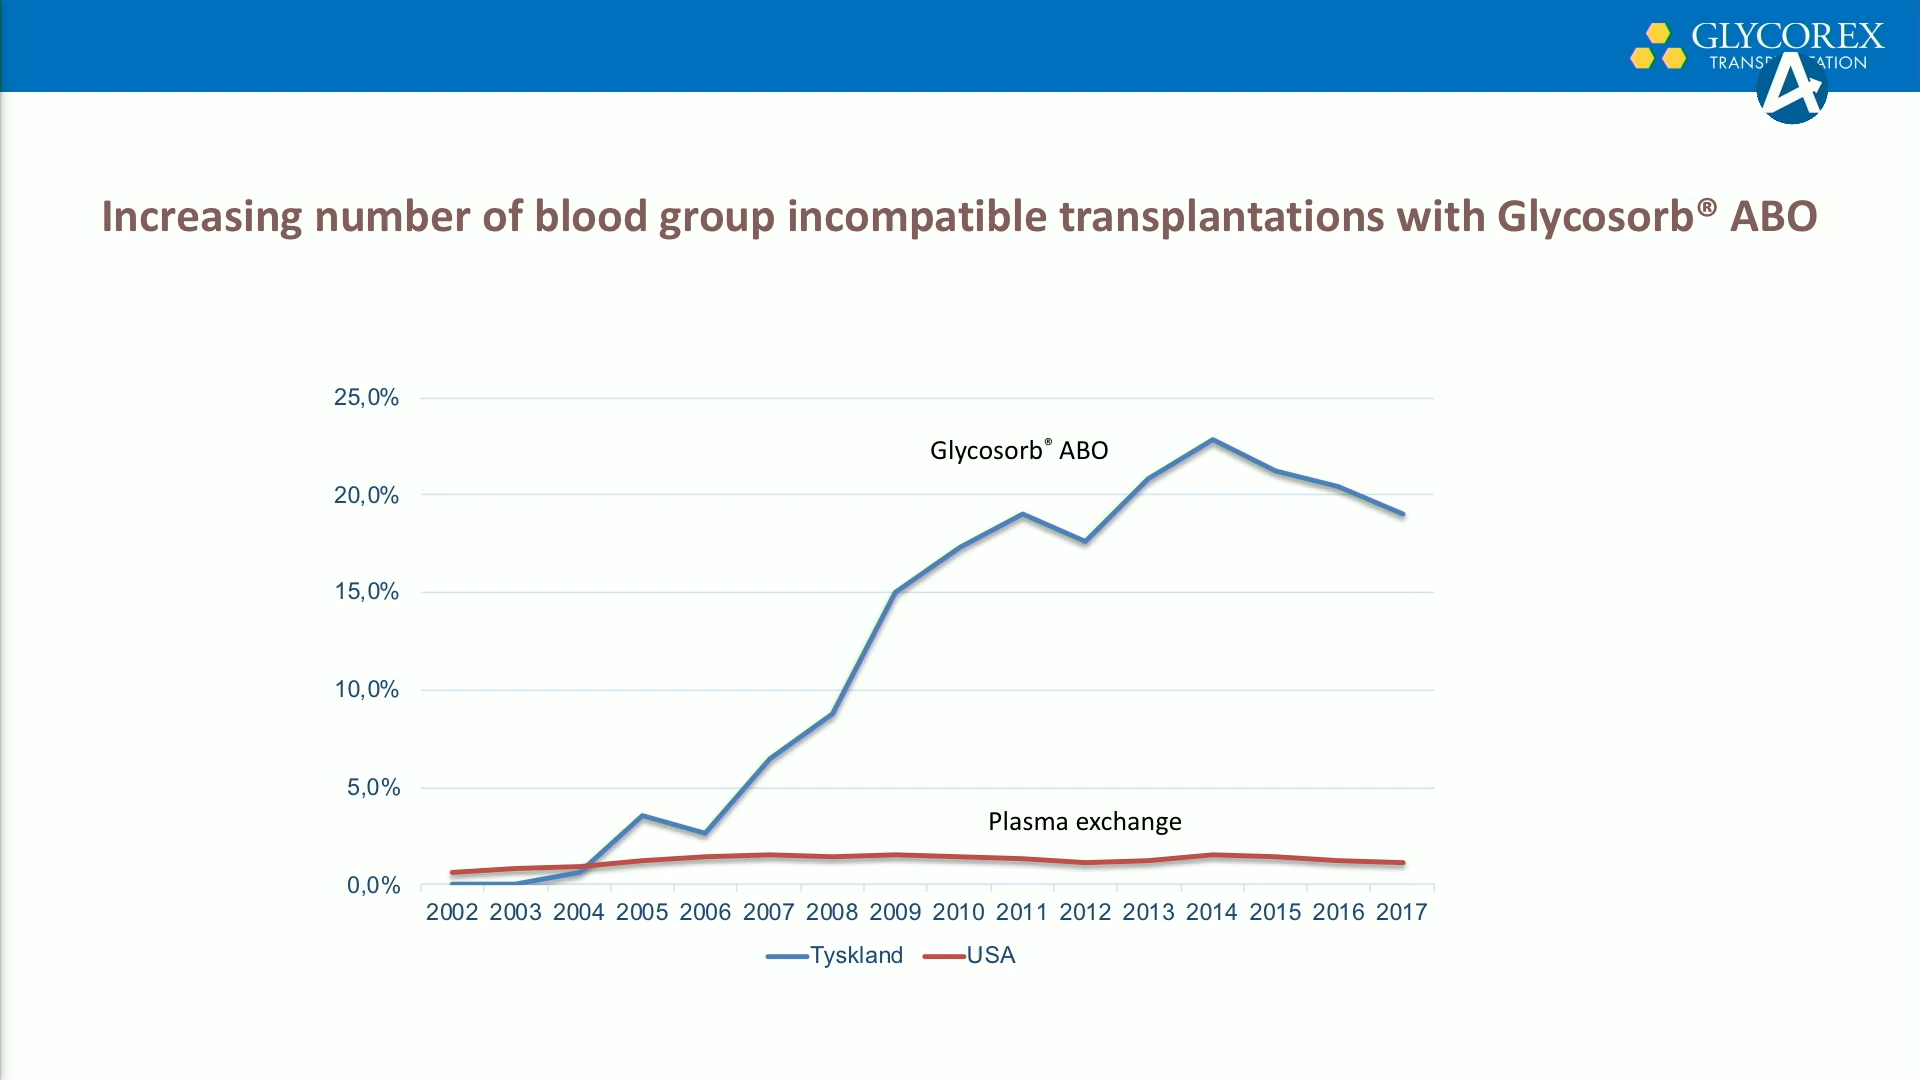 GLYCOREX
Increasing number of blood group incompatible transplantations with Glycosorb® ABO
25,0%
Glycosorb® ABO
20,0%
15,0%
10,0%
5,0%
Plasma exchange
0,0%
2002 2003 2004 2005 2006 2007 2008 2009 2010 2011 2012 2013 2014 2015 2016 2017
Tyskland USA